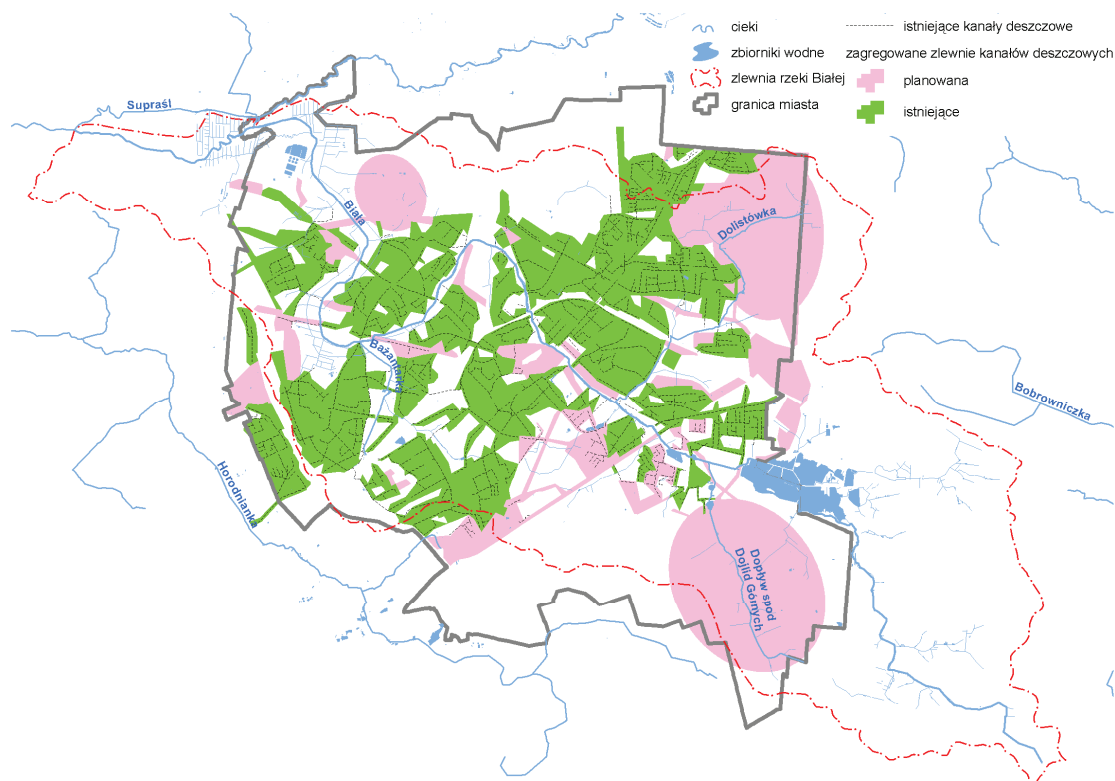 cieki
zbiorniki wodne
zlewnia rzeki Białej
granica miasta
istniejące kanały deszczowe
zagregowane zlewnie kanałów deszczowych
planowana
istniejące
Supraśl
Biała
Dolistówka
Bażantarka
Bobrowniczka
Horodnianka
Dopływ spod
Dojlid Górnych